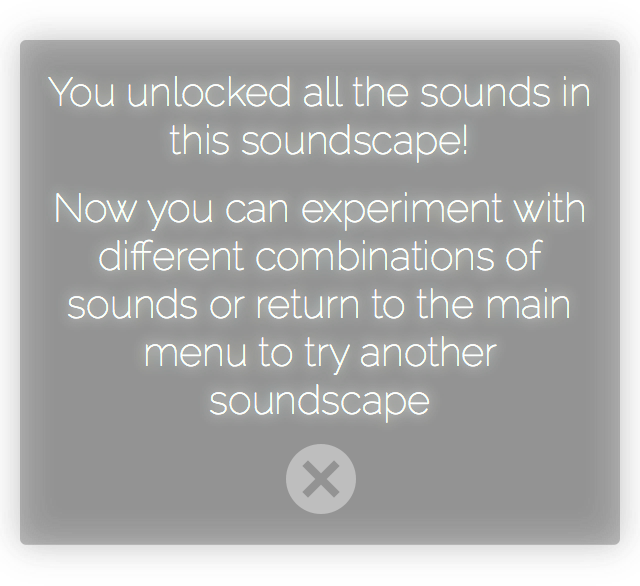 You unlocked all the sounds in
this soundscape!
Now you can experiment with
different combinations of
sounds or return to the main
menu to try another
soundscape